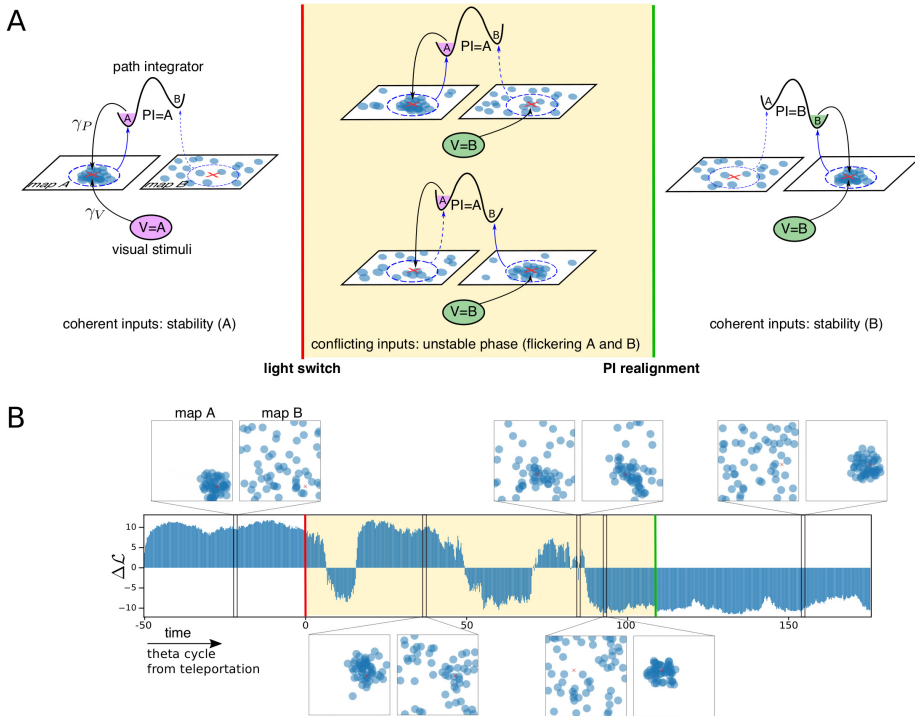 A
path integrator
A
B
PI=A
γP
map A
map B
γV
V=A
visual stimuli
coherent inputs: stability (A)
A
B
PI=A
V=B
A
PI=A
B
V=B
conflicting inputs: unstable phase (flickering A and B)
A
PI=B
B
V=B
coherent inputs: stability (B)
light switch
PI realignment
B
map A
map B
ΔL
10
5
0
−5
−10
-50
0
50
100
150
time
theta cycle
from teleportation